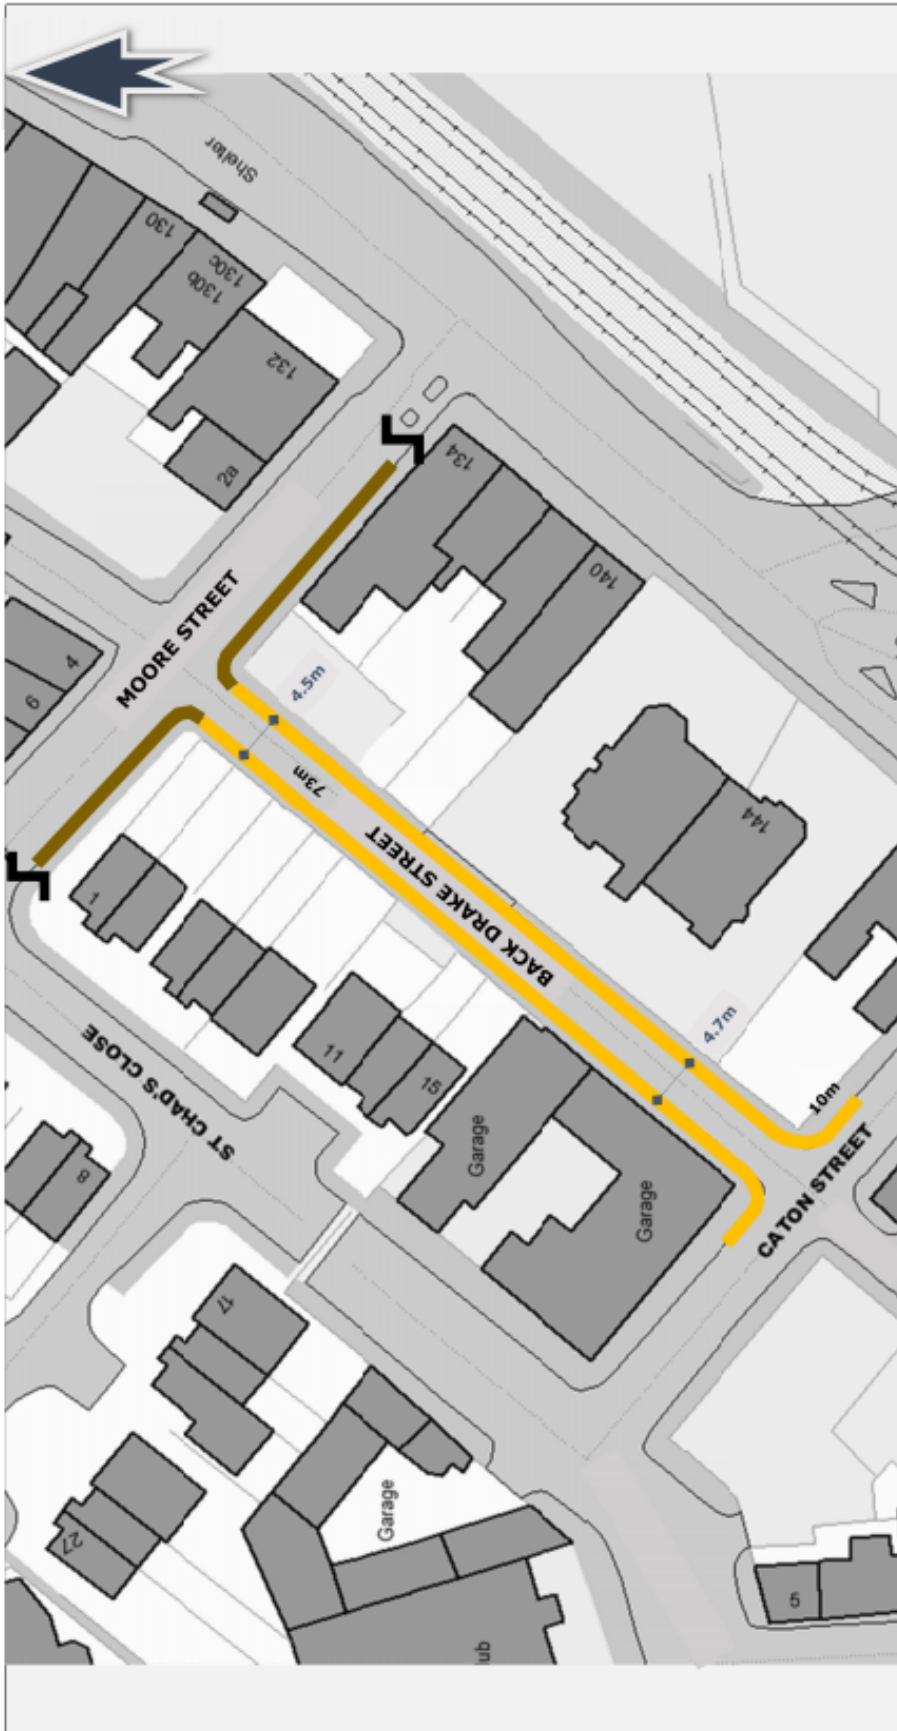 Shelter
130
130c
130b
132
2a
134
140
MOORE STREET
4
6
4.5m
73m
BACK DRAKE STREET
144
1
11
15
4.7m
10m
ST CHAD'S CLOSE
8
Garage
Garage
CATON STREET
17
27
Garage
5
ub